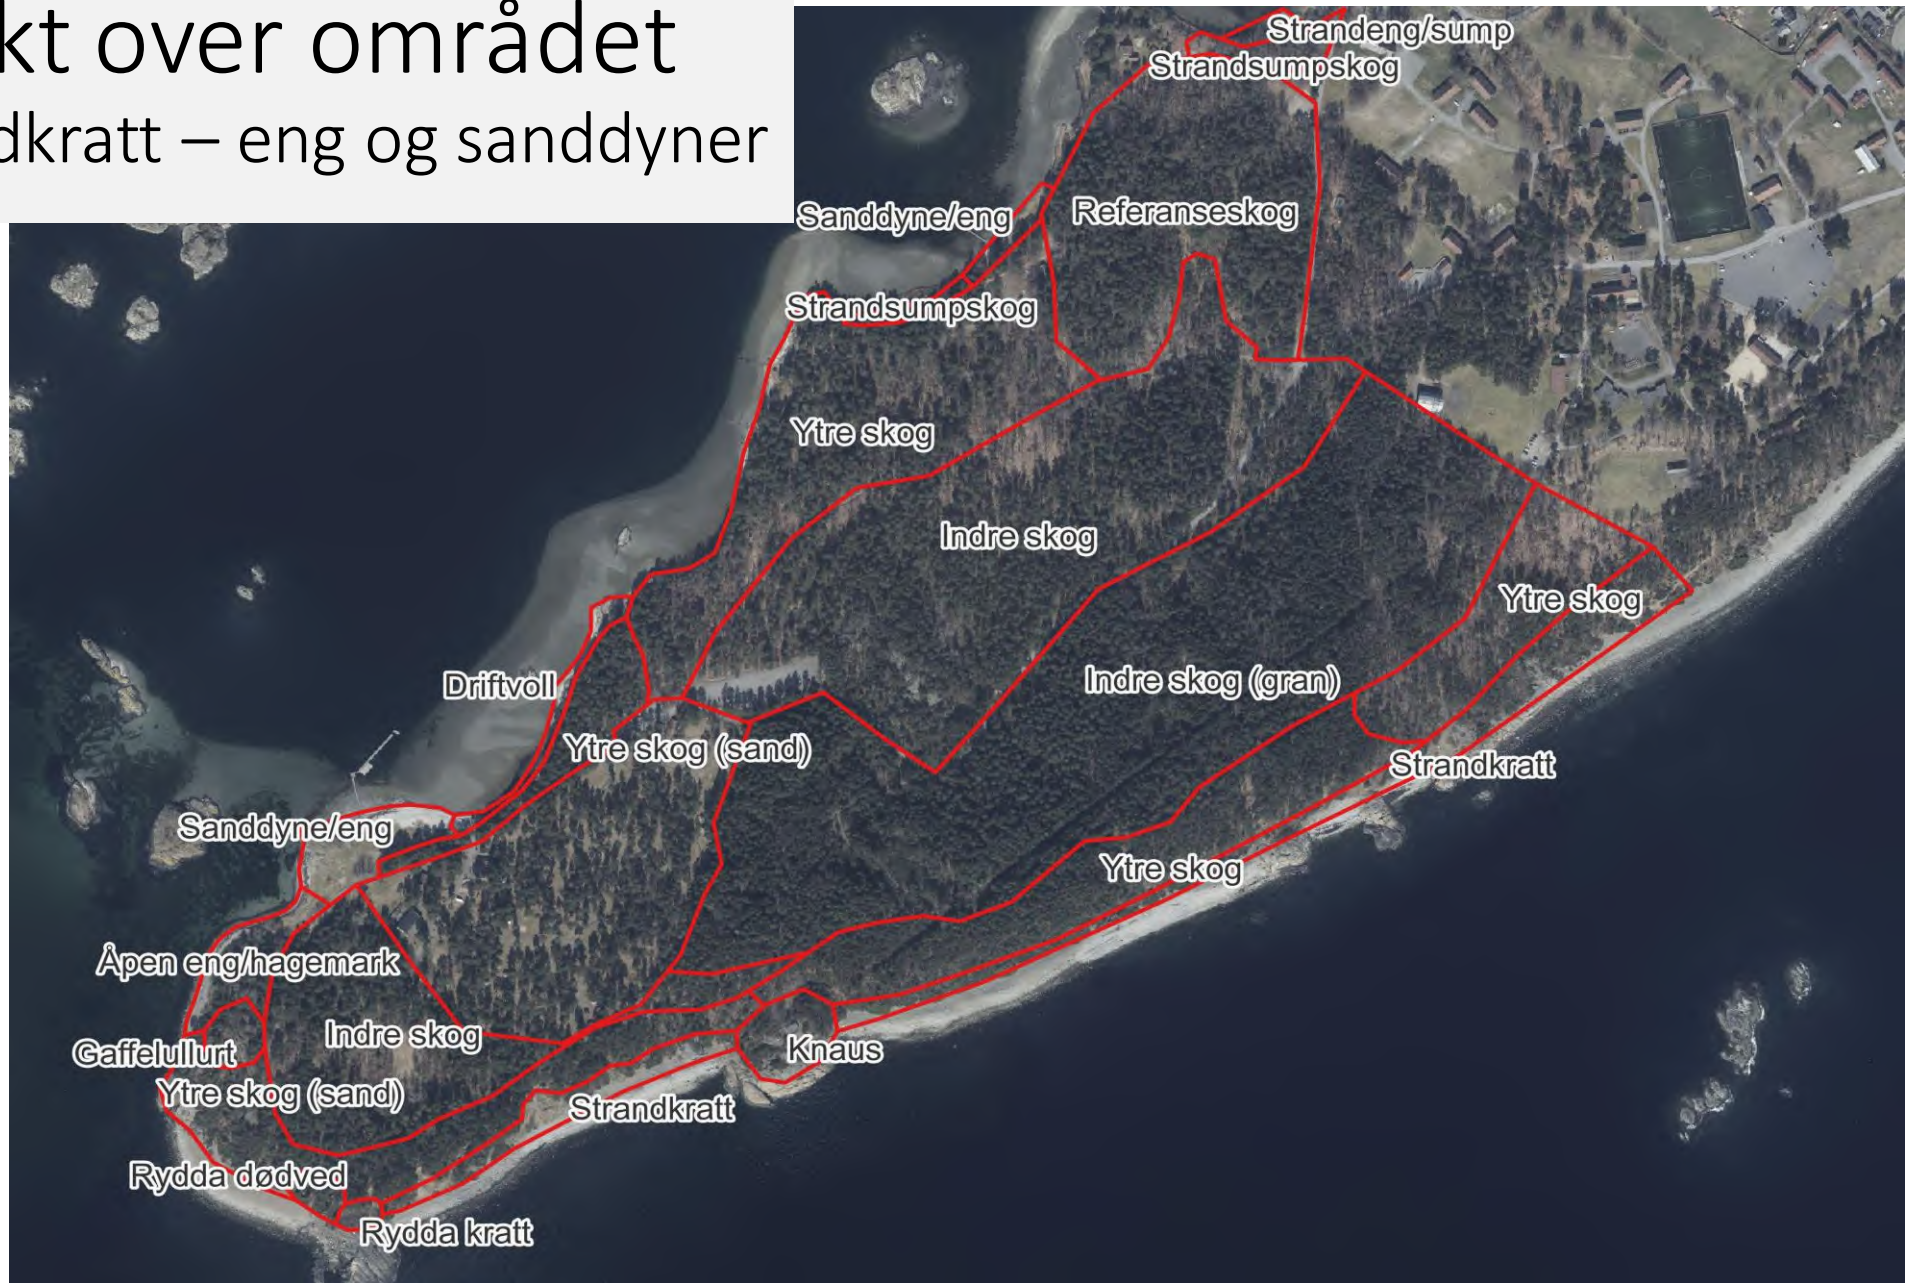 kt over området
dkratt – eng og sanddyner
Strandeng/sump
Strandsumpskog
Sanddyne/eng
Referanseskog
Strandsumpskog
Ytre skog
Indre skog
Ytre skog
Driftvoll
Indre skog (gran)
Ytre skog (sand)
Strandkratt
Sanddyne/eng
Ytre skog
Åpen eng/hagemark
Indre skog
Gaffelullurt
Knaus
Ytre skog (sand)
Strandkratt
Rydda dødved
Rydda kratt